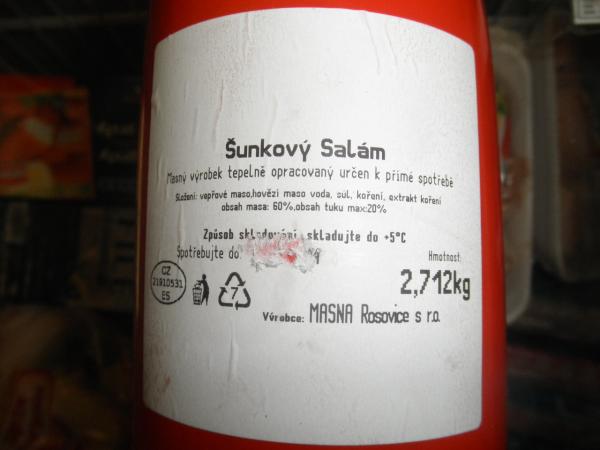 Šunkový Salám
Masný výrobek tepelně opracovaný určen k přímé spotřebě
Složení: vepřové maso,hovězí maso voda, sůl, koření, extrakt koření
obsah masa: 60%,obsah tuku max:20%
Způsob skladování: skladujte do +5°C
Spotřebujte do:
Hmotnost:
2,712kg
CZ
21910531
ES
7
Výrobce: MASNA Rosovice s r.o.